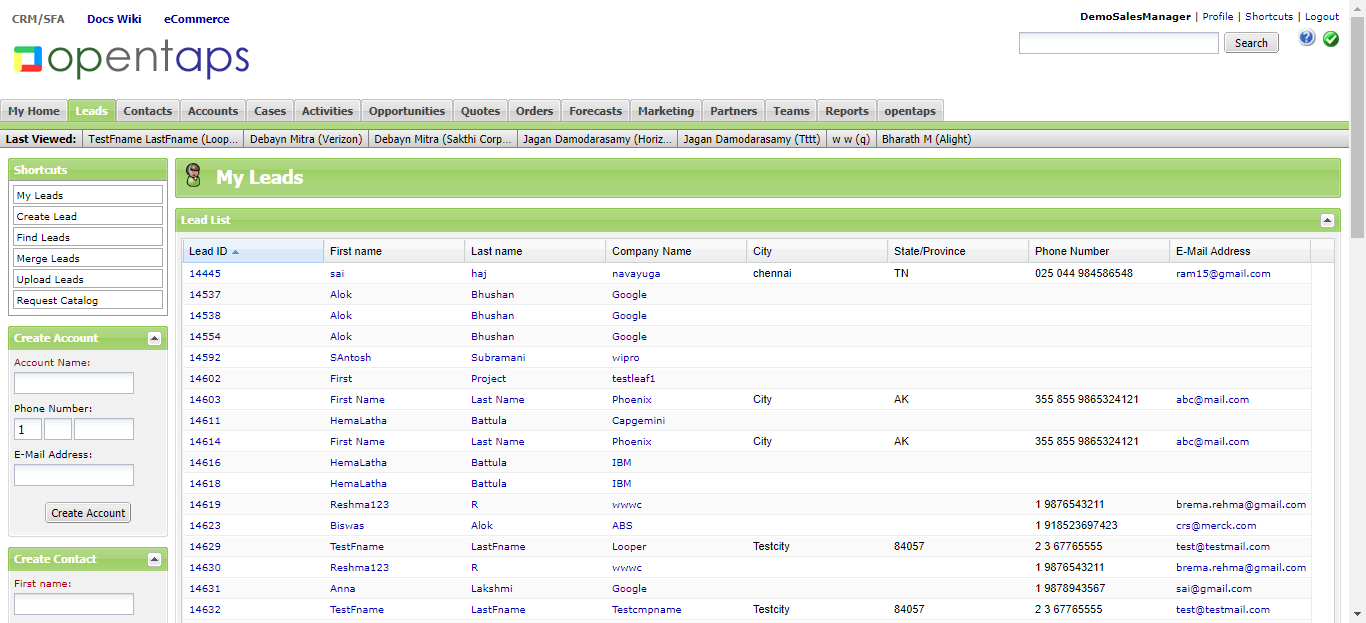 CRM/SFA Docs Wiki eCommerce
DemoSalesManager | Profile | Shortcuts | Logout
opentaps
Search
My Home Leads Contacts Accounts Cases Activities Opportunities Quotes Orders Forecasts Marketing Partners Teams Reports opentaps
Last Viewed: TestFname LastFname (Loop... Debayn Mitra (Verizon) Debayn Mitra (Sakthi Corp... Jagan Damodarasamy (Horiz... Jagan Damodarasamy (Tttt) w w (q) Bharath M (Alight)
Shortcuts
My Leads
Create Lead
Find Leads
Merge Leads
Upload Leads
Request Catalog
Create Account
Account Name:
Phone Number:
1
E-Mail Address:
Create Account
Create Contact
First name:
My Leads
Lead List
Lead ID First name Last name Company Name City State/Province Phone Number E-Mail Address
14445 sai haj navayuga chennai TN 025 044 984586548 ram15@gmail.com
14537 Alok Bhushan Google
14538 Alok Bhushan Google
14554 Alok Bhushan Google
14592 SAntosh Subramani wipro
14602 First Project testleaf1
14603 First Name Last Name Phoenix City AK 355 855 9865324121 abc@mail.com
14611 HemaLatha Battula Capgemini
14614 First Name Last Name Phoenix City AK 355 855 9865324121 abc@mail.com
14616 HemaLatha Battula IBM
14618 HemaLatha Battula IBM
14619 Reshma123 R wwwc 1 9876543211 brema.rehma@gmail.com
14623 Biswas Alok ABS 1 918523697423 crs@merck.com
14629 TestFname LastFname Looper Testcity 84057 2 3 67765555 test@testmail.com
14630 Reshma123 R wwwc 1 9876543211 brema.rehma@gmail.com
14631 Anna Lakshmi Google 1 9878943567 sai@gmail.com
14632 TestFname LastFname Testcmpname Testcity 84057 2 3 67765555 test@testmail.com